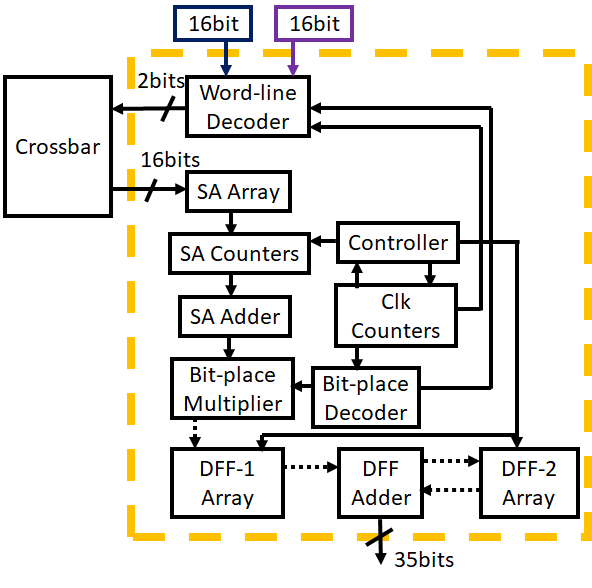 16bit
16bit
2bits
Word-line
Decoder
Crossbar
16bits
SA Array
SA Counters
Controller
SA Adder
Clk
Counters
Bit-place
Multiplier
Bit-place
Decoder
DFF-1
Array
DFF
Adder
DFF-2
Array
35bits